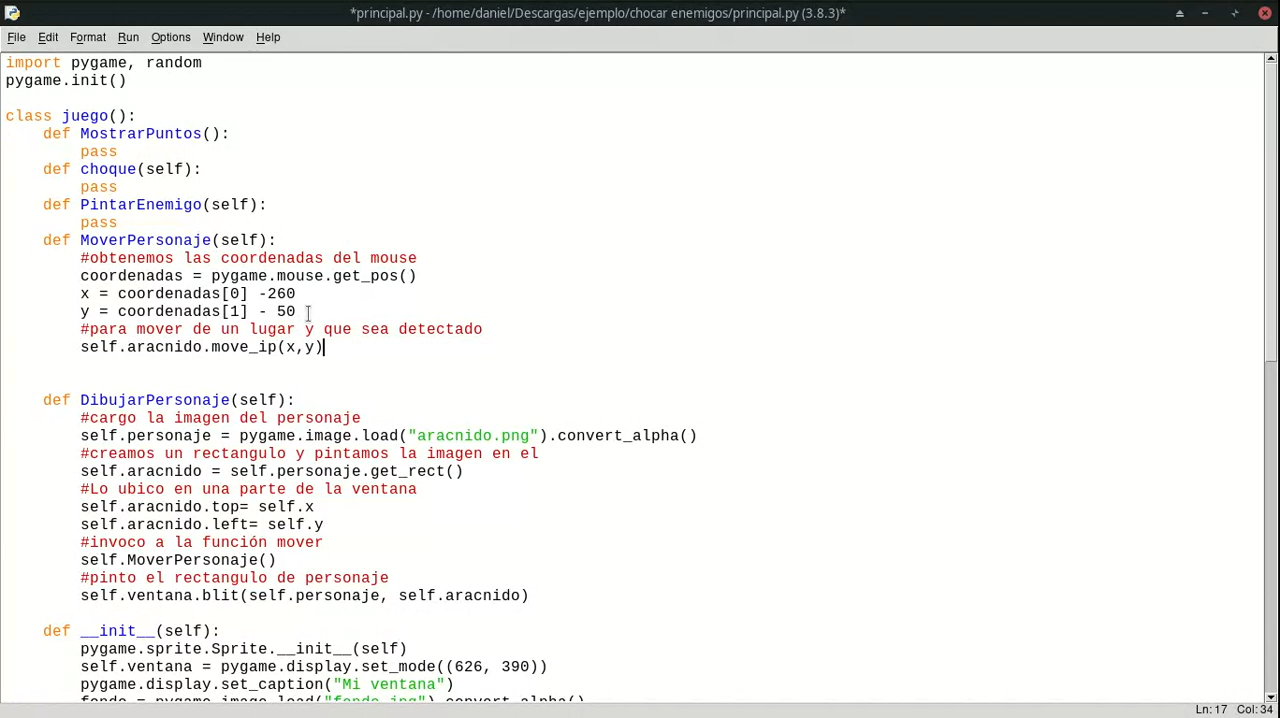 *principal.py - /home/daniel/Descargas/ejemplo/chocar enemigos/principal.py (3.8.3)*
File Edit Format Run Options Window Help
import pygame, random
pygame.init()
class juego():
    def MostrarPuntos():
        pass
    def choque(self):
        pass
    def PintarEnemigo(self):
        pass
    def MoverPersonaje(self):
        #obtenemos las coordenadas del mouse
        coordenadas = pygame.mouse.get_pos()
        x = coordenadas[0] -260
        y = coordenadas[1] - 50
        #para mover de un lugar y que sea detectado
        self.aracnido.move_ip(x,y)
    def DibujarPersonaje(self):
        #cargo la imagen del personaje
        self.personaje = pygame.image.load("aracnido.png").convert_alpha()
        #creamos un rectangulo y pintamos la imagen en el
        self.aracnido = self.personaje.get_rect()
        #Lo ubico en una parte de la ventana
        self.aracnido.top= self.x
        self.aracnido.left= self.y
        #invoco a la función mover
        self.MoverPersonaje()
        #pinto el rectangulo de personaje
        self.ventana.blit(self.personaje, self.aracnido)
    def __init__(self):
        pygame.sprite.Sprite.__init__(self)
        self.ventana = pygame.display.set_mode((626, 390))
        pygame.display.set_caption("Mi ventana")
        fondo = pygame.image.load("fondo.jpg").convert_alpha()
Ln: 17 Col: 34